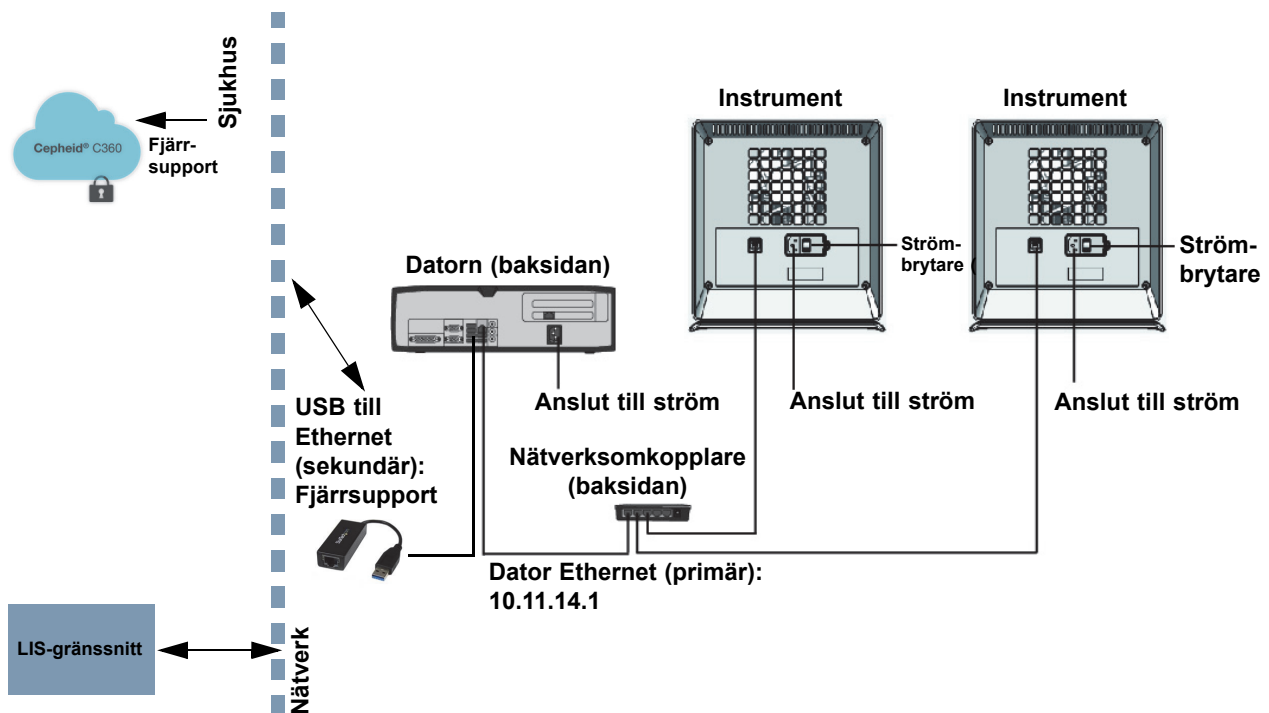 Sjukhus
Cepheid® C360
Fjärr-
support
Instrument
Instrument
Ström-
brytare
Ström-
brytare
Datorn (baksidan)
Anslut till ström
Anslut till ström
Anslut till ström
USB till
Ethernet
(sekundär):
Fjärrsupport
Nätverksomkopplare
(baksidan)
Dator Ethernet (primär):
10.11.14.1
LIS-gränssnitt
Nätverk